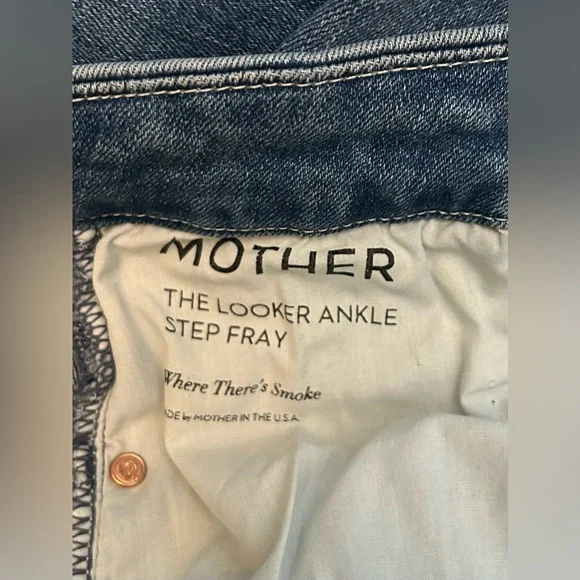 MOTHER
THE LOOKER ANKLE
STEP FRAY
Where There's Smoke
ADE by MOTHER IN THE U.S.A.